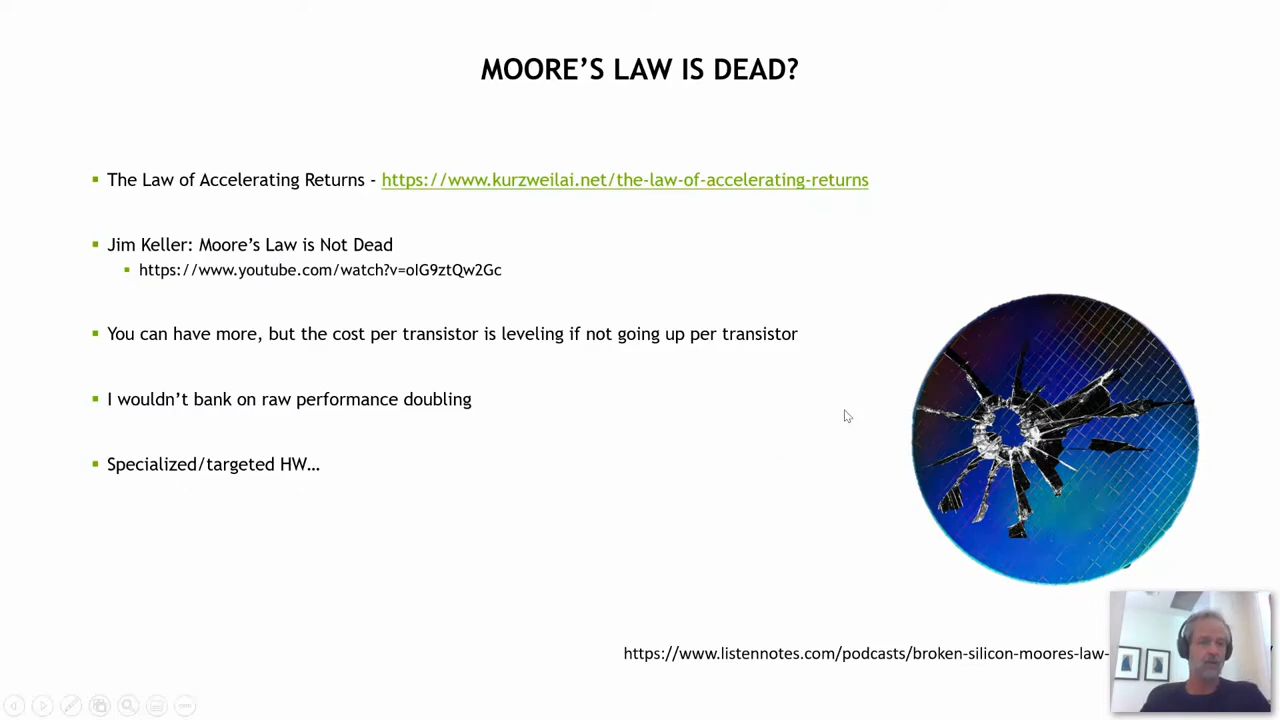 MOORE’S LAW IS DEAD?
The Law of Accelerating Returns - https://www.kurzweilai.net/the-law-of-accelerating-returns
Jim Keller: Moore’s Law is Not Dead
https://www.youtube.com/watch?v=oIG9ztQw2Gc
You can have more, but the cost per transistor is leveling if not going up per transistor
I wouldn’t bank on raw performance doubling
Specialized/targeted HW…
https://www.listennotes.com/podcasts/broken-silicon-moores-law-